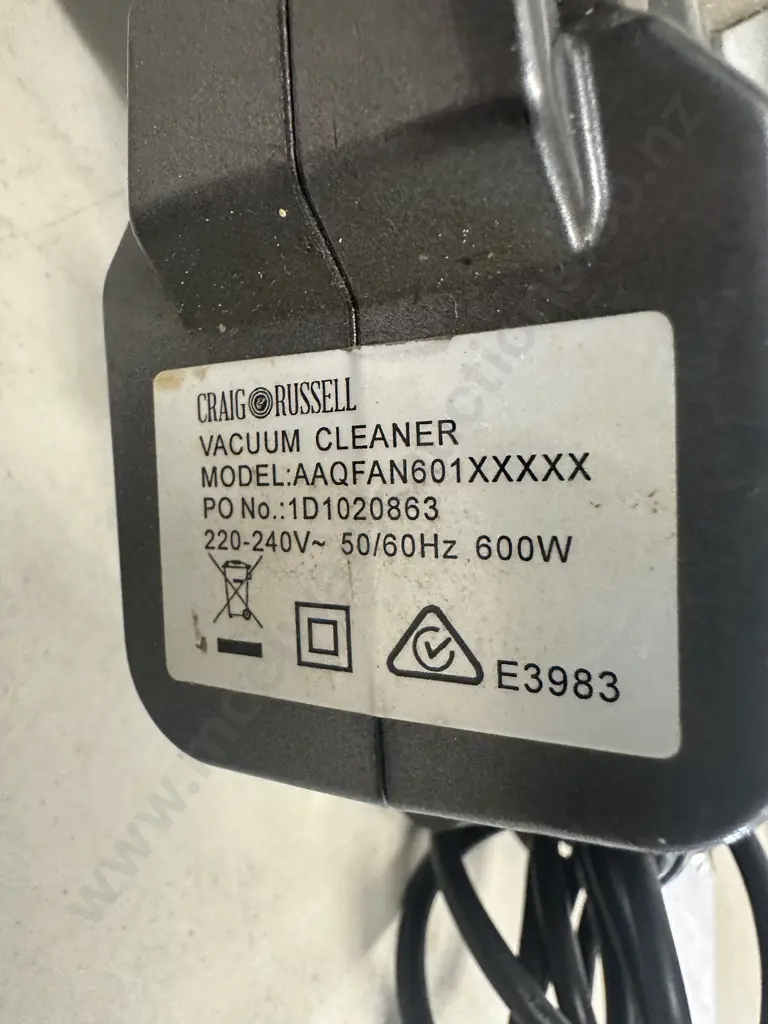 CRAIG & RUSSELL
VACUUM CLEANER
MODEL:AAQFAN601XXXXX
PO No.:1D1020863
220-240V~ 50/60Hz 600W
E3983